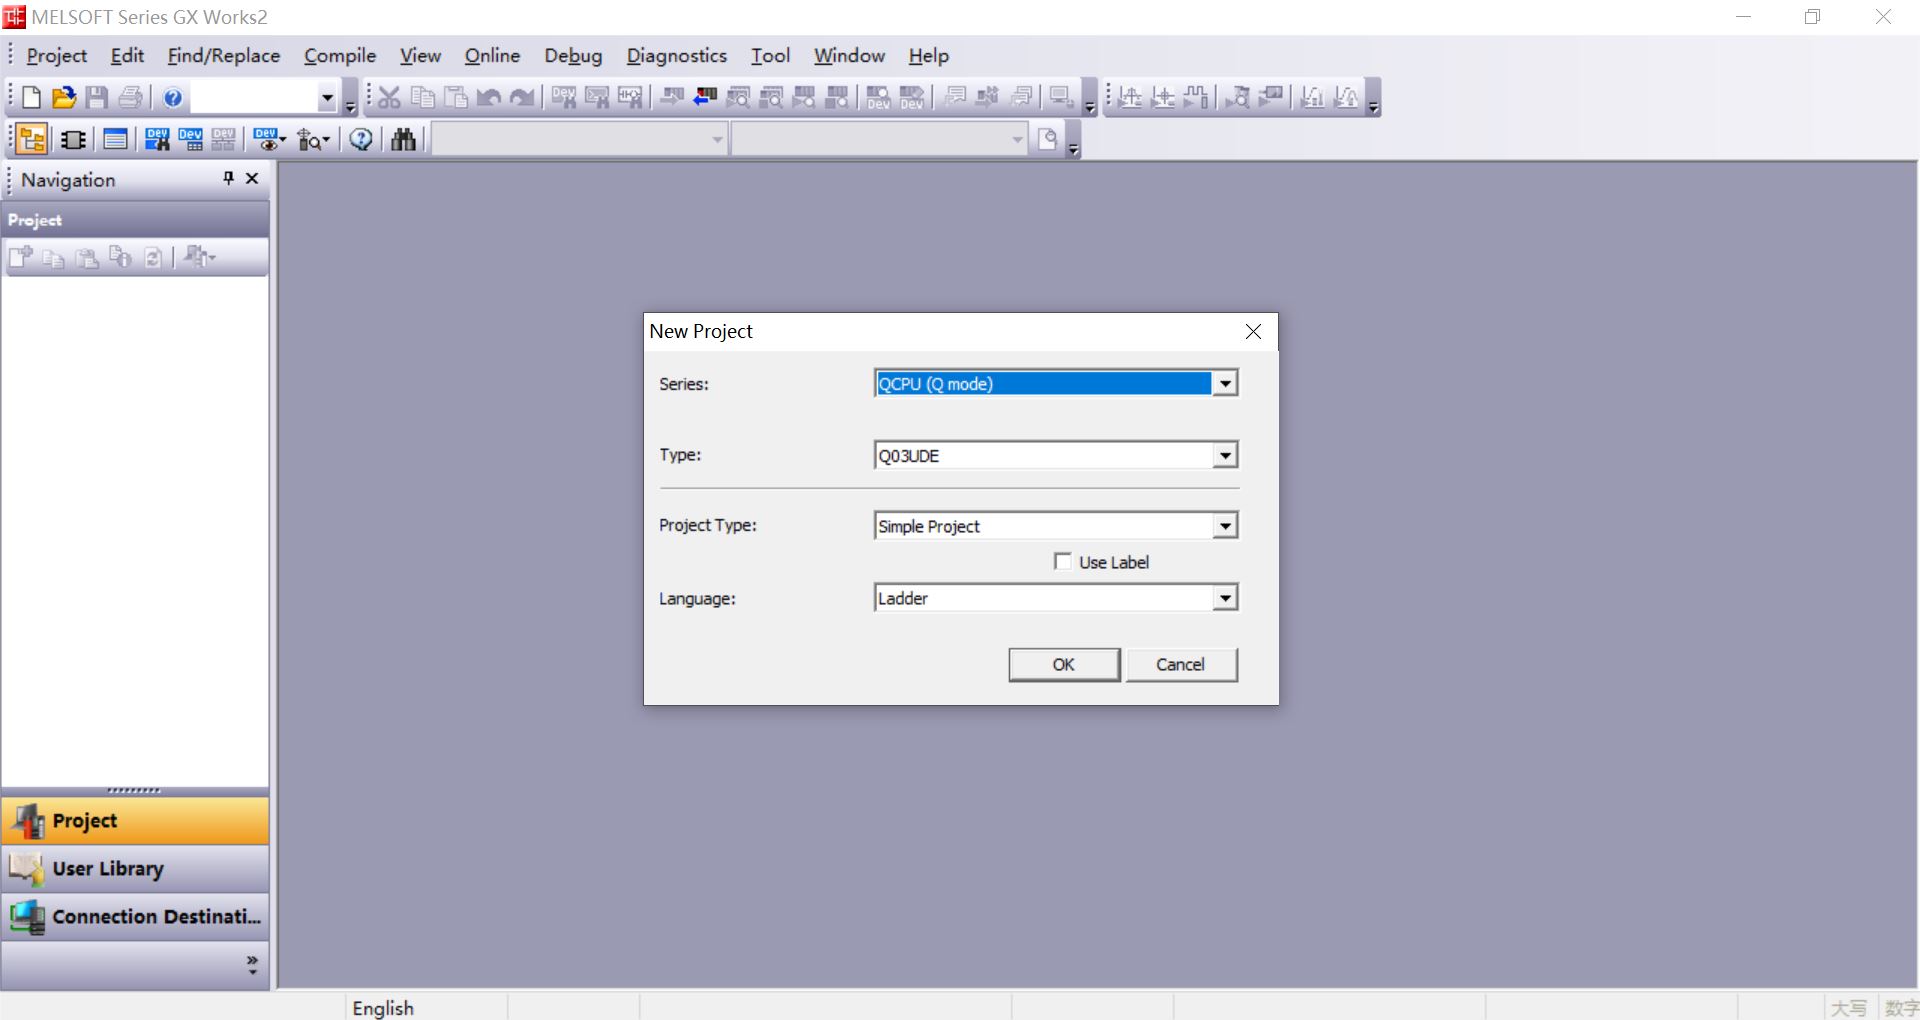 MELSOFT Series GX Works2
Project Edit Find/Replace Compile View Online Debug Diagnostics Tool Window Help
Navigation
Project
New Project
Series: QCPU (Q mode)
Type: Q03UDE
Project Type: Simple Project
Use Label
Language: Ladder
OK Cancel
Project
User Library
Connection Destinati...
English 大写 数字